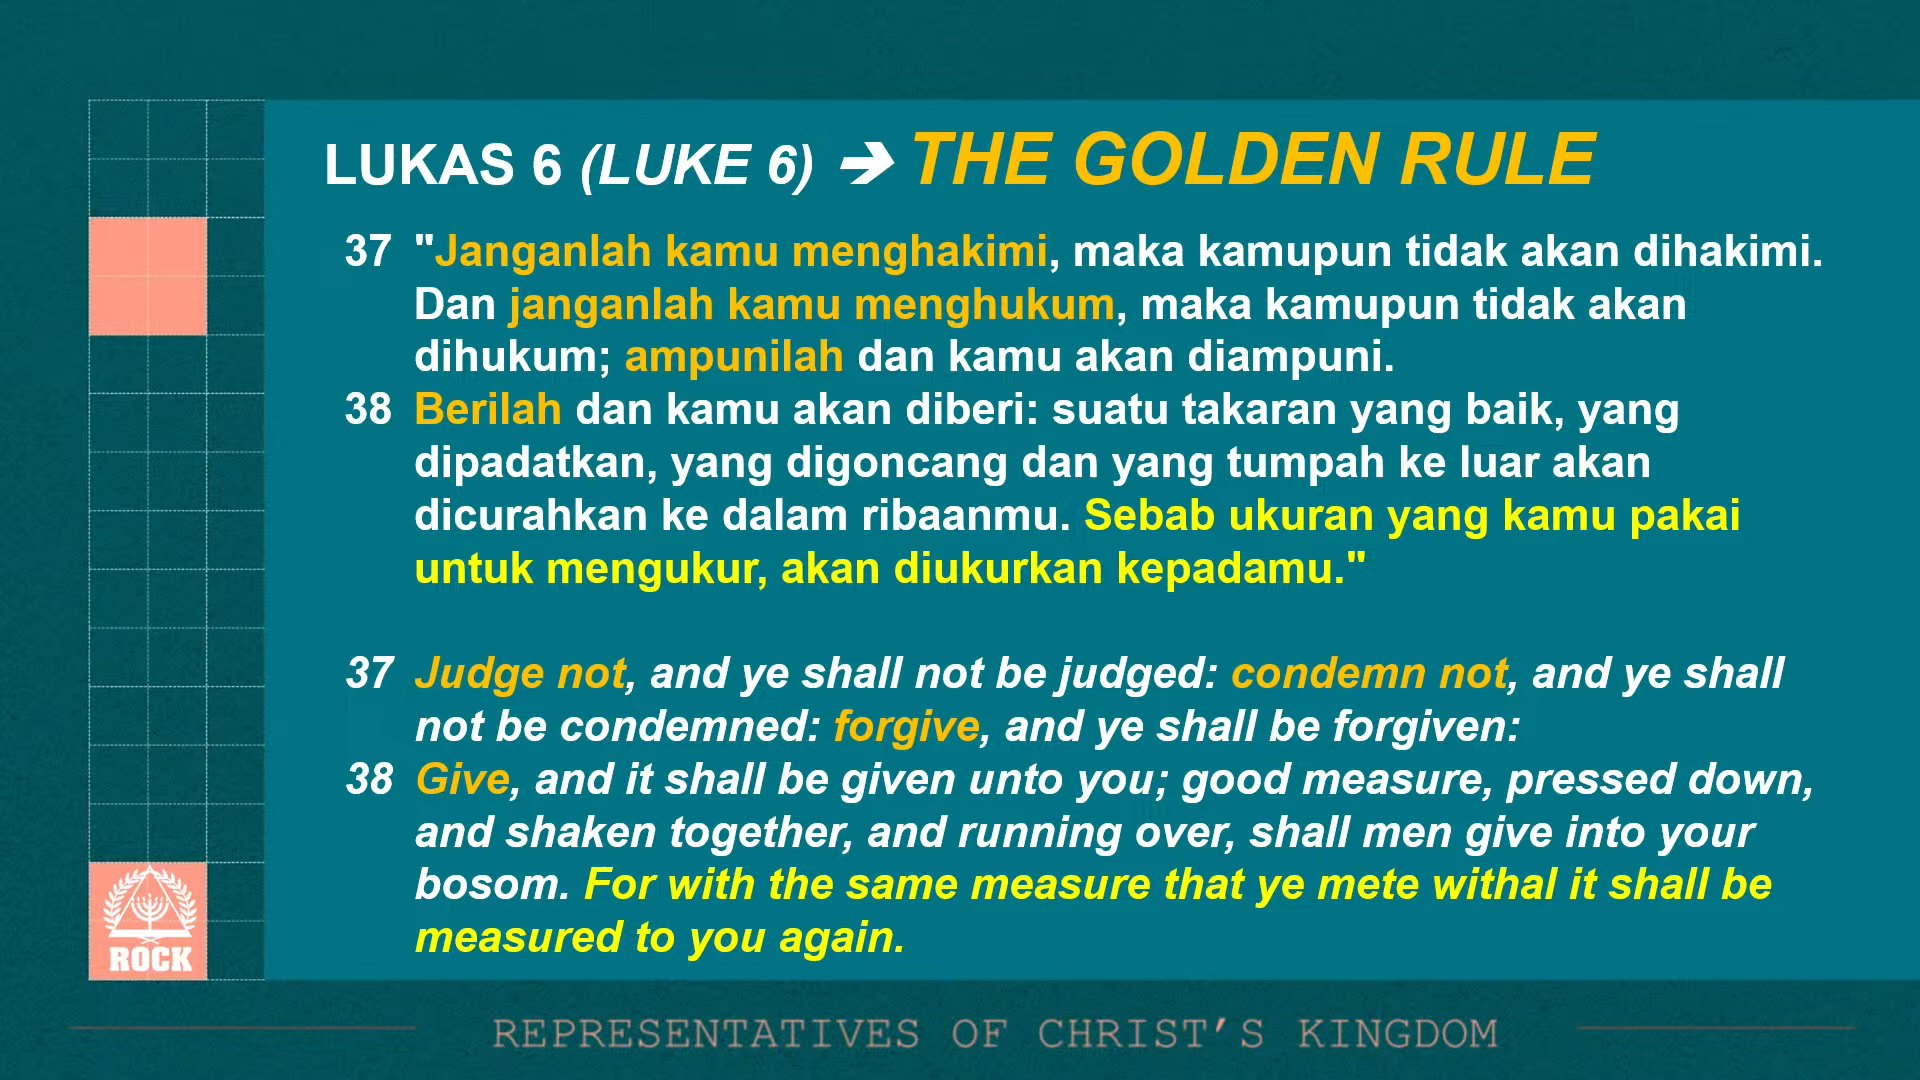 LUKAS 6 (LUKE 6) ➔ THE GOLDEN RULE
37 "Janganlah kamu menghakimi, maka kamupun tidak akan dihakimi.
Dan janganlah kamu menghukum, maka kamupun tidak akan
dihukum; ampunilah dan kamu akan diampuni.
38 Berilah dan kamu akan diberi: suatu takaran yang baik, yang
dipadatkan, yang digoncang dan yang tumpah ke luar akan
dicurahkan ke dalam ribaanmu. Sebab ukuran yang kamu pakai
untuk mengukur, akan diukurkan kepadamu."
37 Judge not, and ye shall not be judged: condemn not, and ye shall
not be condemned: forgive, and ye shall be forgiven:
38 Give, and it shall be given unto you; good measure, pressed down,
and shaken together, and running over, shall men give into your
bosom. For with the same measure that ye mete withal it shall be
measured to you again.
ROCK
REPRESENTATIVES OF CHRIST'S KINGDOM